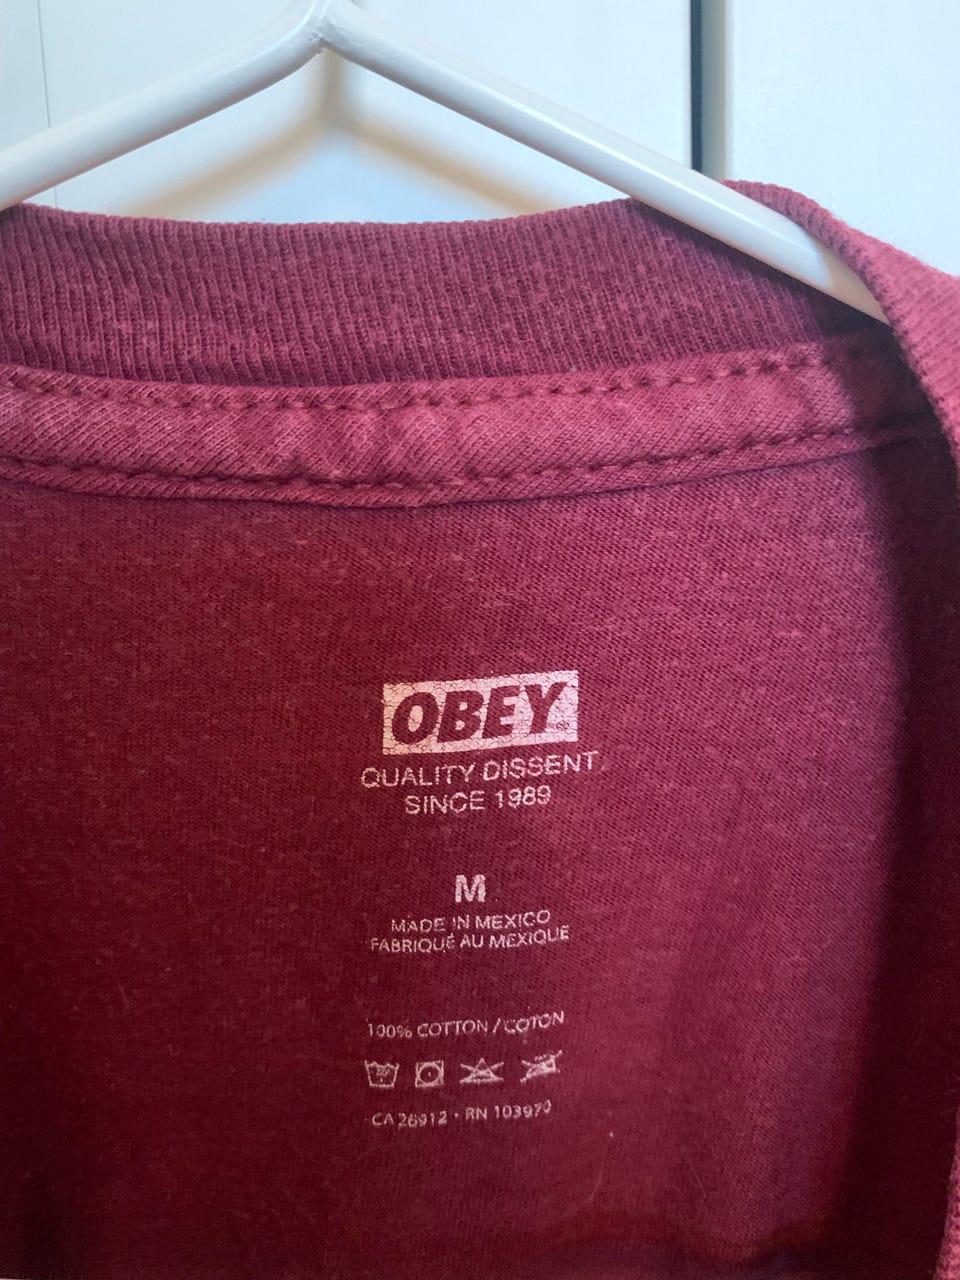 OBEY®
QUALITY DISSENT
SINCE 1989
M
MADE IN MEXICO
FABRIQUÉ AU MEXIQUE
100% COTTON / COTON
CA 26912 · RN 103970